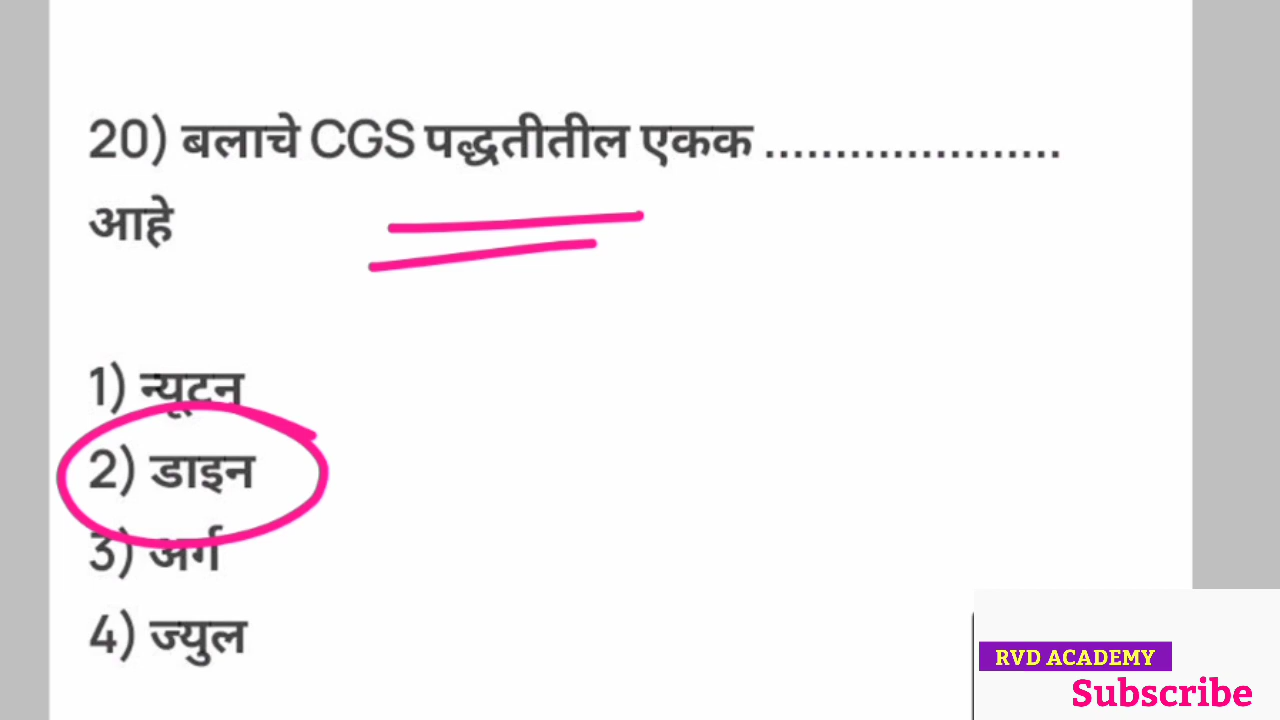 20) बलाचे CGS पद्धतीतील एकक .....................
आहे
1) न्यूटन
2) डाइन
3) अर्ग
4) ज्युल
RVD ACADEMY
Subscribe